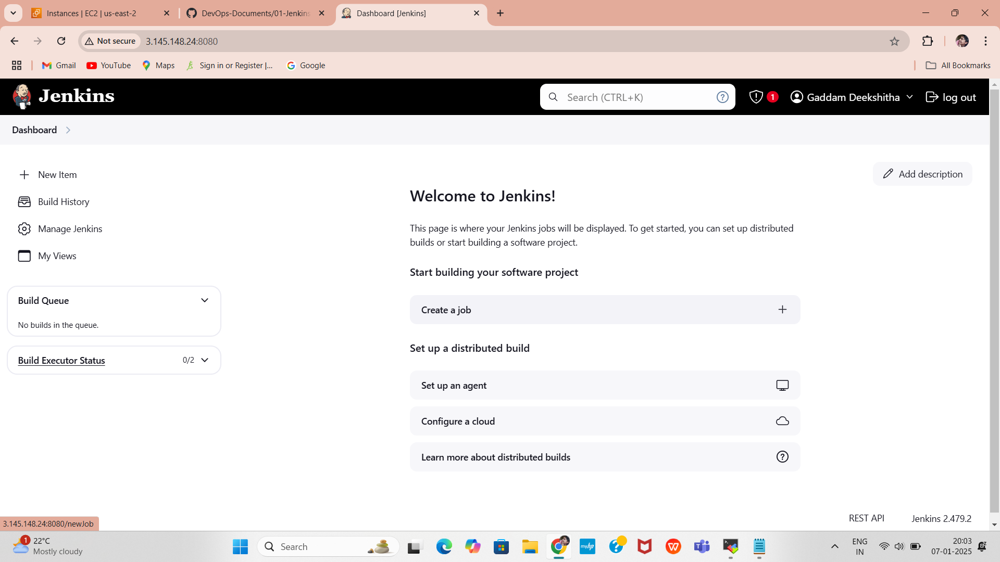 Instances | EC2 | us-east-2
DevOps-Documents/01-Jenkins
Dashboard [Jenkins]
Not secure
3.145.148.24:8080
Gmail
YouTube
Maps
Sign in or Register |...
Google
All Bookmarks
Jenkins
Search (CTRL+K)
1
Gaddam Deekshitha
log out
Dashboard
New Item
Build History
Manage Jenkins
My Views
Build Queue
No builds in the queue.
Build Executor Status
0/2
Add description
Welcome to Jenkins!
This page is where your Jenkins jobs will be displayed. To get started, you can set up distributed
builds or start building a software project.
Start building your software project
Create a job
Set up a distributed build
Set up an agent
Configure a cloud
Learn more about distributed builds
REST API
Jenkins 2.479.2
3.145.148.24:8080/newJob
1
22°C
Mostly cloudy
Search
myhp
ENG
IN
20:03
07-01-2025